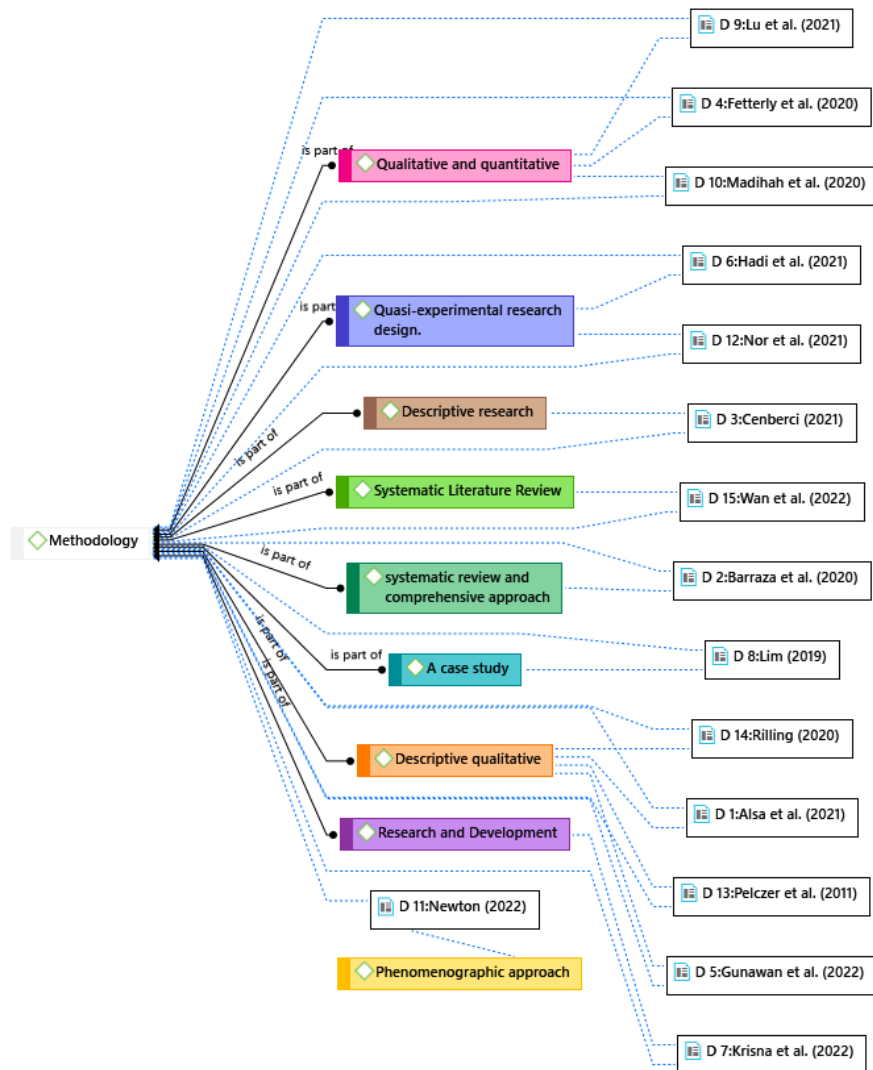 D 9:Lu et al. (2021)
D 4:Fetterly et al. (2020)
is part of
Qualitative and quantitative
D 10:Madihah et al. (2020)
D 6:Hadi et al. (2021)
is part
Quasi-experimental research
design.
D 12:Nor et al. (2021)
Descriptive research
D 3:Cenberci (2021)
is part of
is part of
Systematic Literature Review
D 15:Wan et al. (2022)
Methodology
is part of
systematic review and
comprehensive approach
D 2:Barraza et al. (2020)
is part of
is part of
A case study
D 8:Lim (2019)
is part of
Descriptive qualitative
D 14:Rilling (2020)
D 1:Alsa et al. (2021)
Research and Development
D 13:Pelczer et al. (2011)
D 11:Newton (2022)
Phenomenographic approach
D 5:Gunawan et al. (2022)
D 7:Krisna et al. (2022)